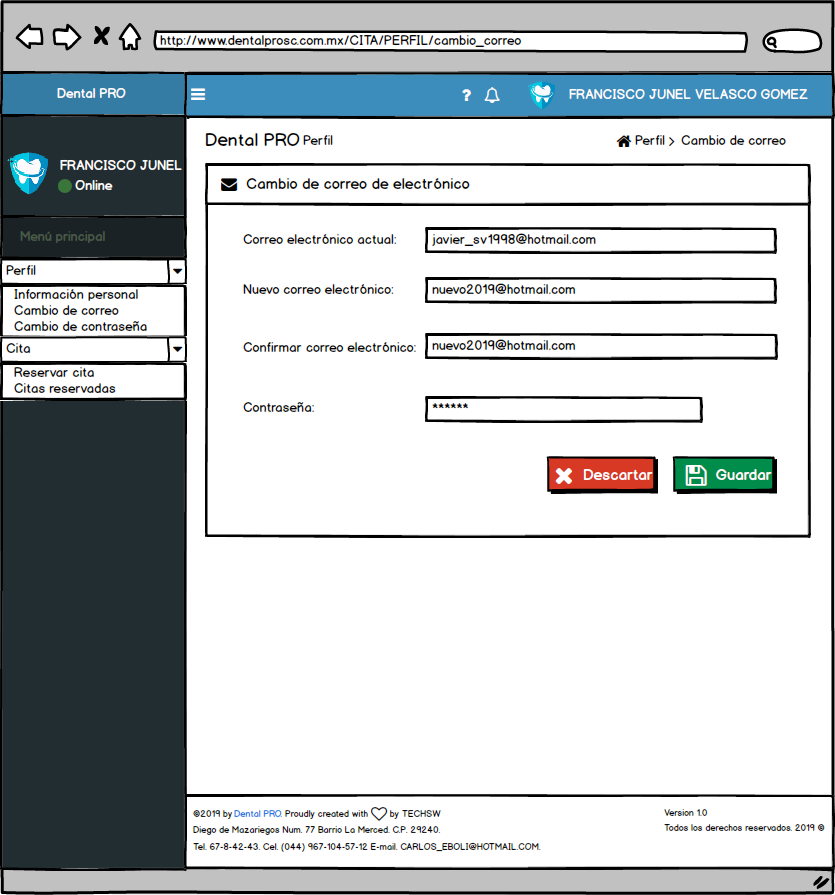 http://www.dentalprosc.com.mx/CITA/PERFIL/cambio_correo
Dental PRO
? FRANCISCO JUNEL VELASCO GOMEZ
FRANCISCO JUNEL
Online
Menú principal
Perfil
Información personal
Cambio de correo
Cambio de contraseña
Cita
Reservar cita
Citas reservadas
Dental PRO Perfil
Perfil > Cambio de correo
Cambio de correo de electrónico
Correo electrónico actual: javier_sv1998@hotmail.com
Nuevo correo electrónico: nuevo2019@hotmail.com
Confirmar correo electrónico: nuevo2019@hotmail.com
Contraseña: ******
Descartar Guardar
©2019 by Dental PRO. Proudly created with by TECHSW
Diego de Mazariegos Num. 77 Barrio La Merced. C.P. 29240.
Tel. 67-8-42-43. Cel. (044) 967-104-57-12 E-mail. CARLOS_EBOLI@HOTMAIL.COM.
Version 1.0
Todos los derechos reservados. 2019 ©